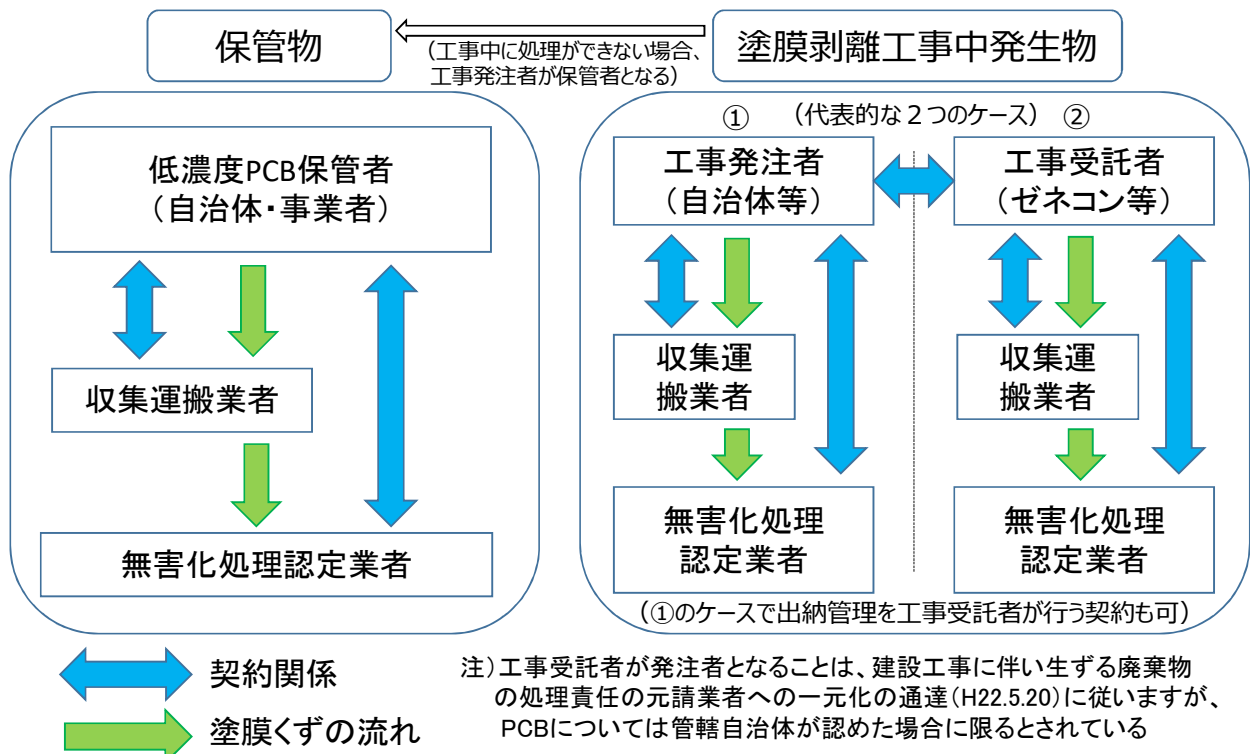 保管物
(工事中に処理ができない場合、
工事発注者が保管者となる)
塗膜剥離工事中発生物
低濃度PCB保管者
(自治体・事業者)
収集運搬業者
無害化処理認定業者
① (代表的な2つのケース) ②
工事発注者
(自治体等)
収集運
搬業者
無害化処理
認定業者
工事受託者
(ゼネコン等)
収集運
搬業者
無害化処理
認定業者
(①のケースで出納管理を工事受託者が行う契約も可)
契約関係
塗膜くずの流れ
注)工事受託者が発注者となることは、建設工事に伴い生ずる廃棄物
の処理責任の元請業者への一元化の通達(H22.5.20)に従いますが、
PCBについては管轄自治体が認めた場合に限るとされている